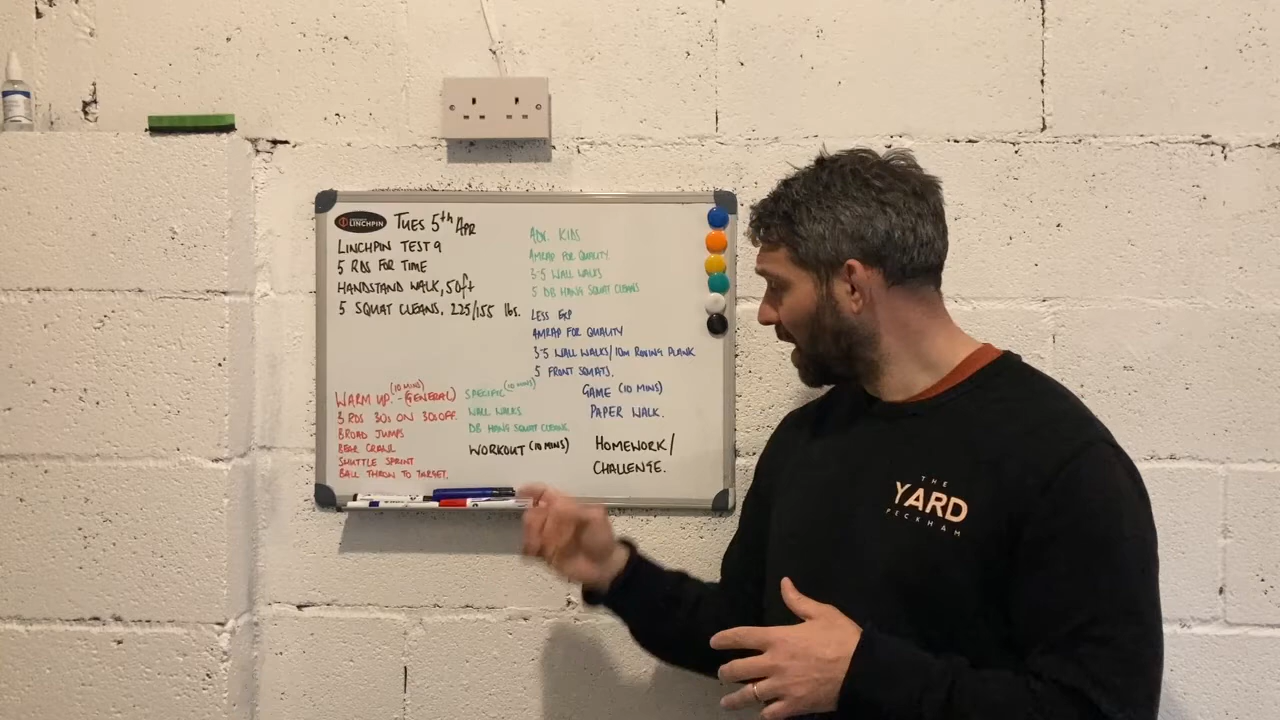 LINCHPIN
TUES 5th APR
LINCHPIN TEST 9
5 RDS FOR TIME
HANDSTAND WALK, 50ft
5 SQUAT CLEANS, 225/155 lbs.
ADV. KIDS
AMRAP FOR QUALITY
3-5 WALL WALKS
5 DB HANG SQUAT CLEANS
LESS EXP
AMRAP FOR QUALITY
3-5 WALL WALKS/10m ROVING PLANK
5 FRONT SQUATS,
WARM UP. - (GENERAL) (10 MINS)
3 RDS 30s ON 30s OFF.
BROAD JUMPS
BEAR CRAWL
SHUTTLE SPRINT
BALL THROW TO TARGET.
SPECIFIC (10 MINS)
WALL WALKS
DB HANG SQUAT CLEAN
WORKOUT (10 MINS)
GAME (10 MINS)
PAPER WALK.
HOMEWORK/
CHALLENGE.
THE
YARD
PECKHAM